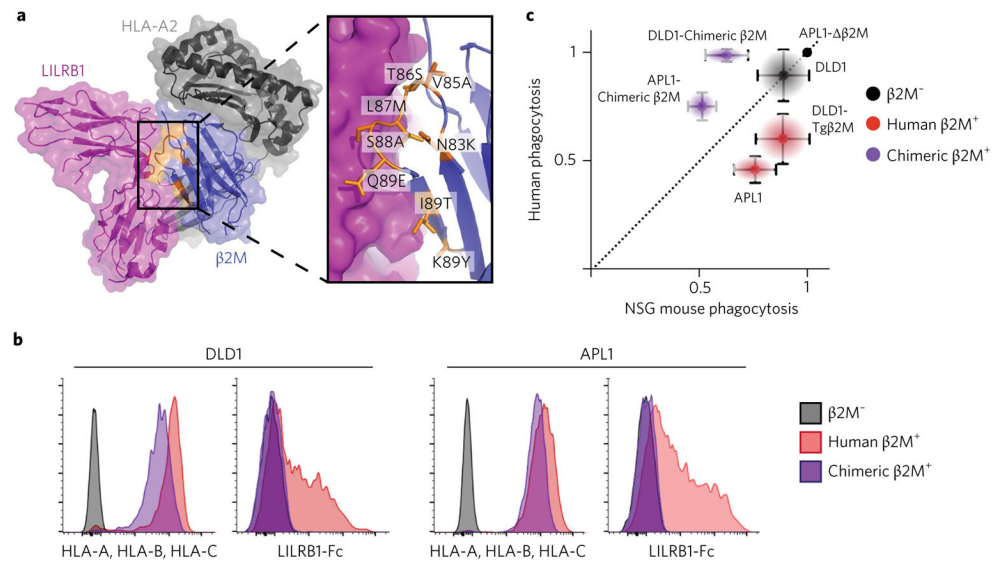 a
HLA-A2
LILRB1
β2M
T86S
V85A
L87M
S88A
N83K
Q89E
I89T
K89Y
c
DLD1-Chimeric β2M
APL1-Δβ2M
1
DLD1
APL1-
Chimeric β2M
DLD1-
Tgβ2M
0.5
APL1
Human phagocytosis
0.5
1
NSG mouse phagocytosis
β2M⁻
Human β2M⁺
Chimeric β2M⁺
b
DLD1
APL1
HLA-A, HLA-B, HLA-C
LILRB1-Fc
HLA-A, HLA-B, HLA-C
LILRB1-Fc
β2M⁻
Human β2M⁺
Chimeric β2M⁺